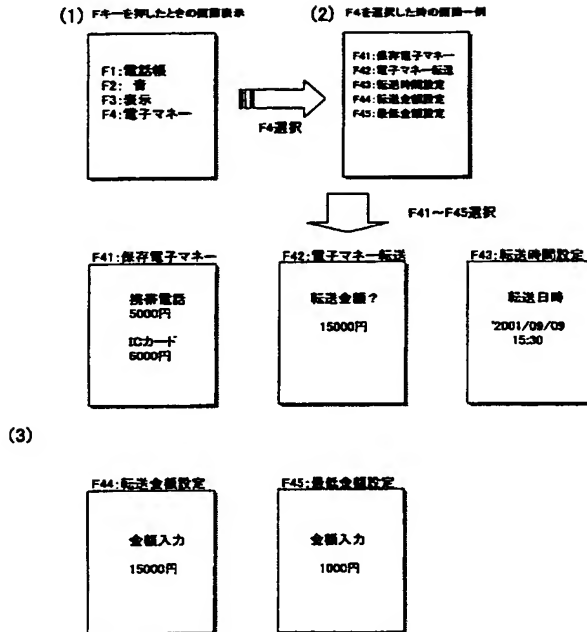 (1) Fキーを押したときの画面表示
(2) F4を選択した時の画面一例
F1:電話帳
F2: 音
F3:表示
F4:電子マネー
F4選択
F41:保存電子マネー
F42:電子マネー転送
F43:転送時間設定
F44:転送金額設定
F45:最低金額設定
F41～F45選択
F41:保存電子マネー
携帯電話
5000円
ICカード
6000円
F42:電子マネー転送
転送金額?
15000円
F43:転送時間設定
転送日時
'2001/09/09
15:30
(3)
F44:転送金額設定
金額入力
15000円
F45:最低金額設定
金額入力
1000円